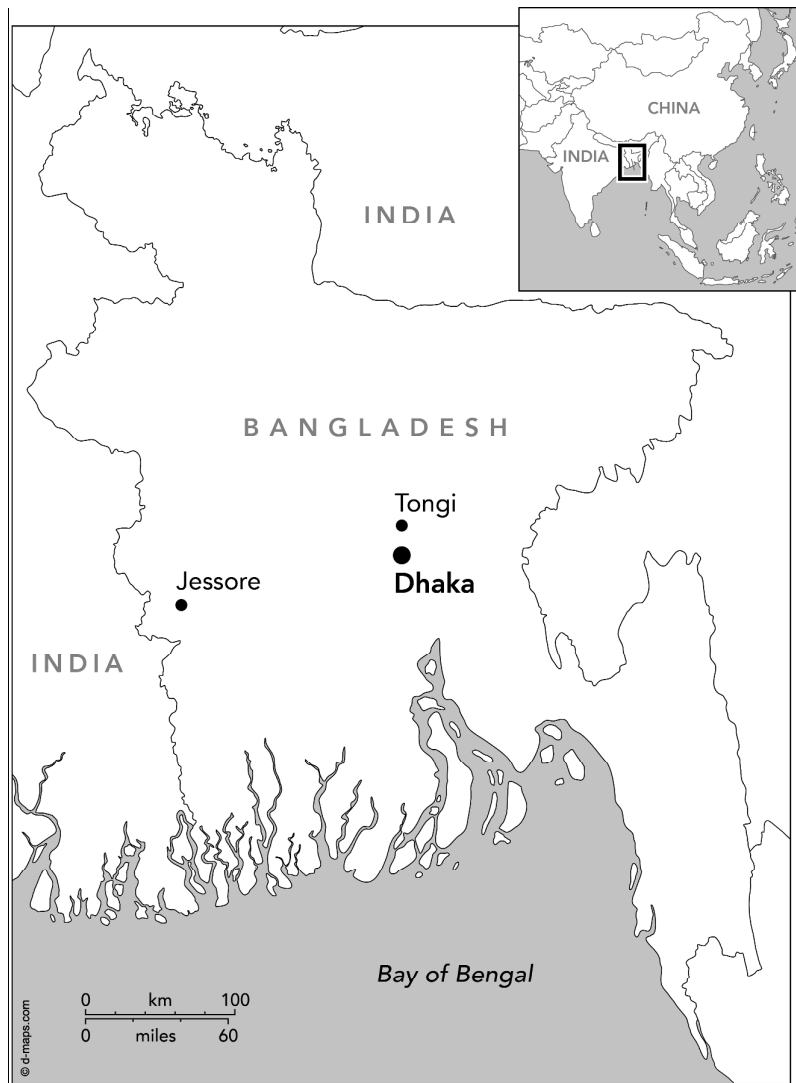 CHINA
INDIA
INDIA
BANGLADESH
Tongi
Dhaka
Jessore
INDIA
Bay of Bengal
0 km 100
0 miles 60
© d-maps.com